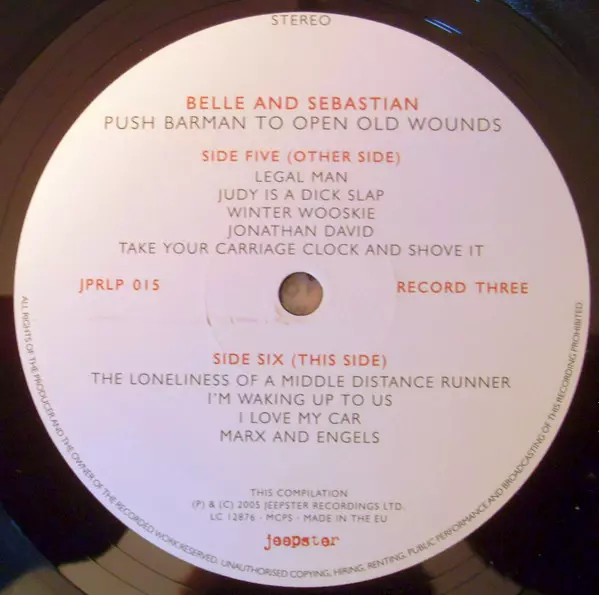 STEREO
BELLE AND SEBASTIAN
PUSH BARMAN TO OPEN OLD WOUNDS
SIDE FIVE (OTHER SIDE)
LEGAL MAN
JUDY IS A DICK SLAP
WINTER WOOSKIE
JONATHAN DAVID
TAKE YOUR CARRIAGE CLOCK AND SHOVE IT
JPRLP 015
RECORD THREE
SIDE SIX (THIS SIDE)
THE LONELINESS OF A MIDDLE DISTANCE RUNNER
I'M WAKING UP TO US
I LOVE MY CAR
MARX AND ENGELS
THIS COMPILATION
(P) & (C) 2005 JEEPSTER RECORDINGS LTD.
LC 12876 · MCPS · MADE IN THE EU
jeepster
ALL RIGHTS OF THE PRODUCER AND THE OWNER OF THE RECORDED WORK RESERVED. UNAUTHORISED COPYING, HIRING, RENTING, PUBLIC PERFORMANCE AND BROADCASTING OF THIS RECORDING PROHIBITED.